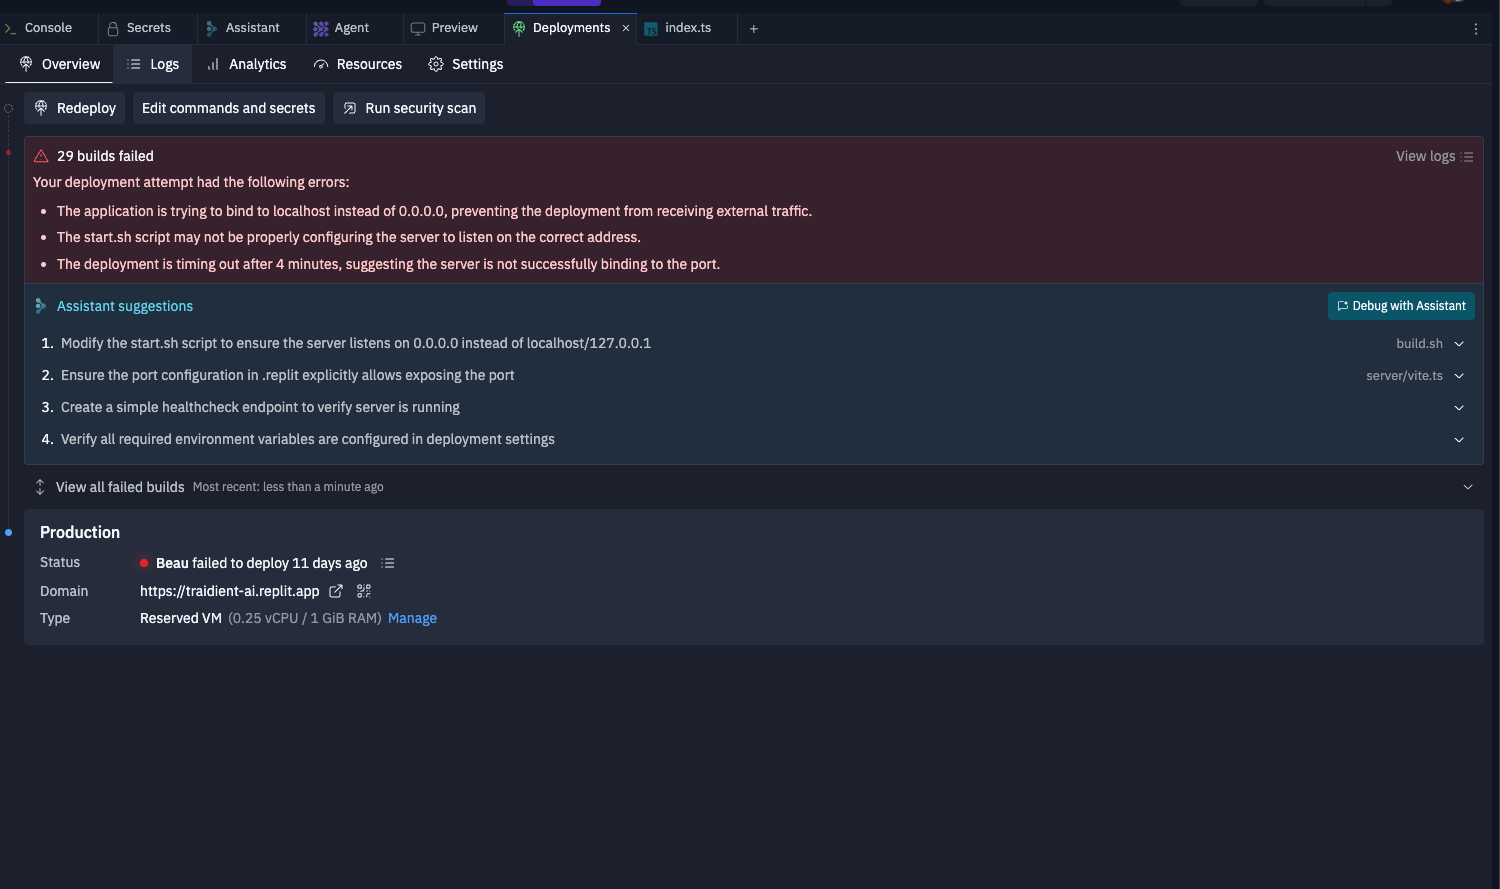 Console Secrets Assistant Agent Preview Deployments × TS index.ts +
Overview Logs Analytics Resources Settings
Redeploy Edit commands and secrets Run security scan
29 builds failed View logs
Your deployment attempt had the following errors:
• The application is trying to bind to localhost instead of 0.0.0.0, preventing the deployment from receiving external traffic.
• The start.sh script may not be properly configuring the server to listen on the correct address.
• The deployment is timing out after 4 minutes, suggesting the server is not successfully binding to the port.
Assistant suggestions Debug with Assistant
1. Modify the start.sh script to ensure the server listens on 0.0.0.0 instead of localhost/127.0.0.1 build.sh
2. Ensure the port configuration in .replit explicitly allows exposing the port server/vite.ts
3. Create a simple healthcheck endpoint to verify server is running
4. Verify all required environment variables are configured in deployment settings
View all failed builds Most recent: less than a minute ago
Production
Status Beau failed to deploy 11 days ago
Domain https://traidient-ai.replit.app
Type Reserved VM (0.25 vCPU / 1 GiB RAM) Manage